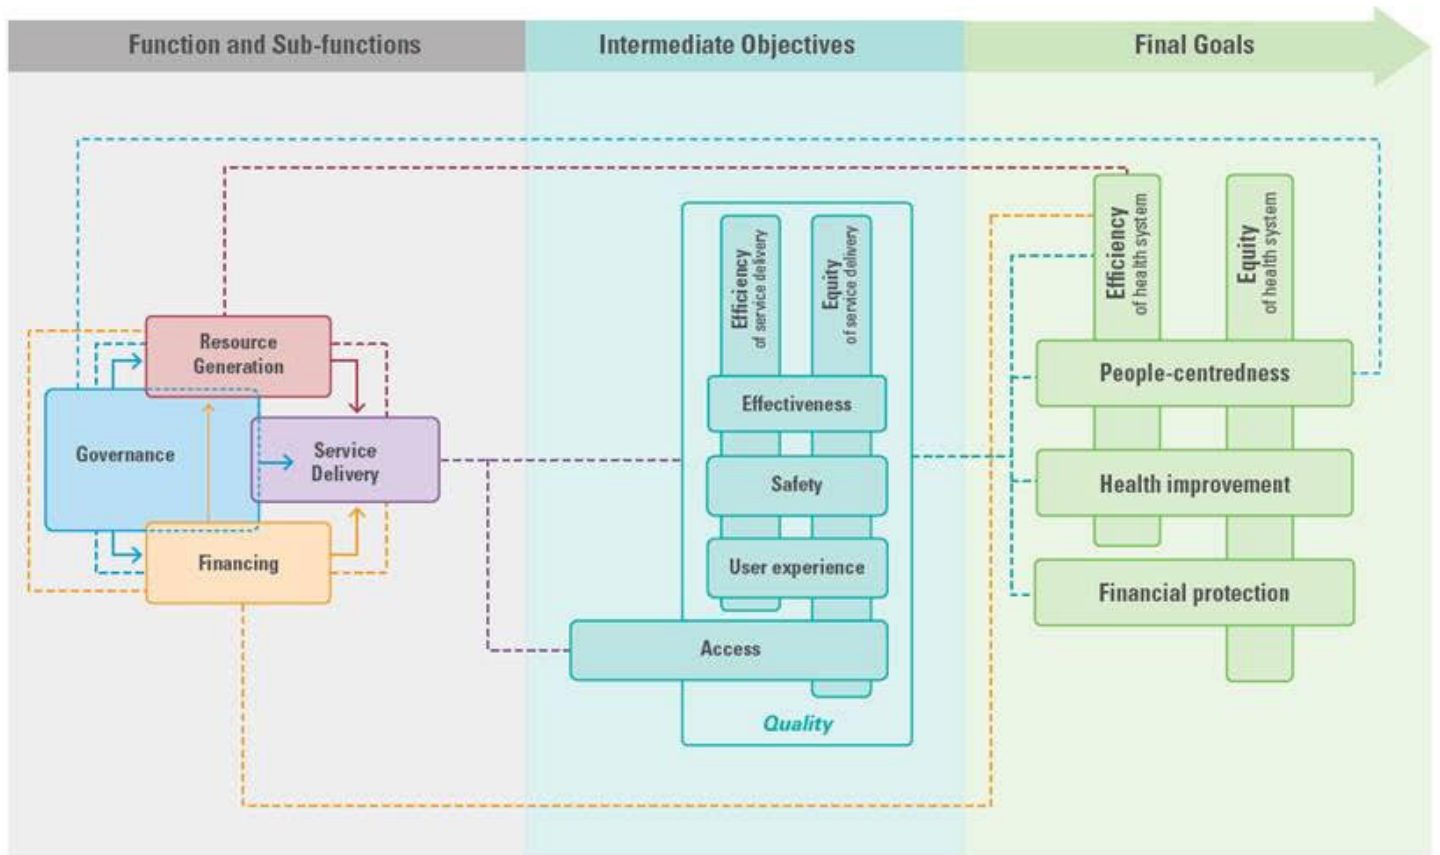 Function and Sub-functions
Intermediate Objectives
Final Goals
Resource
Generation
Governance
Service
Delivery
Financing
Efficiency
of service delivery
Equity
of service delivery
Effectiveness
Safety
User experience
Access
Quality
Efficiency
of health system
Equity
of health system
People-centredness
Health improvement
Financial protection